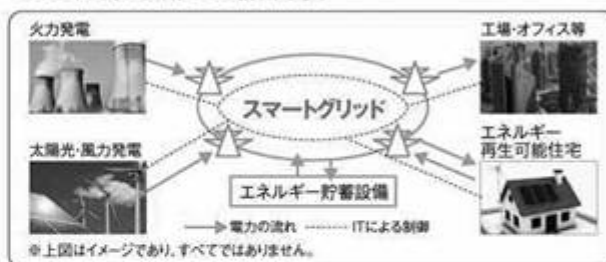 火力発電
工場・オフィス等
スマートグリッド
太陽光・風力発電
エネルギー
再生可能住宅
エネルギー貯蓄設備
電力の流れ
ITによる制御
※上図はイメージであり、すべてではありません。